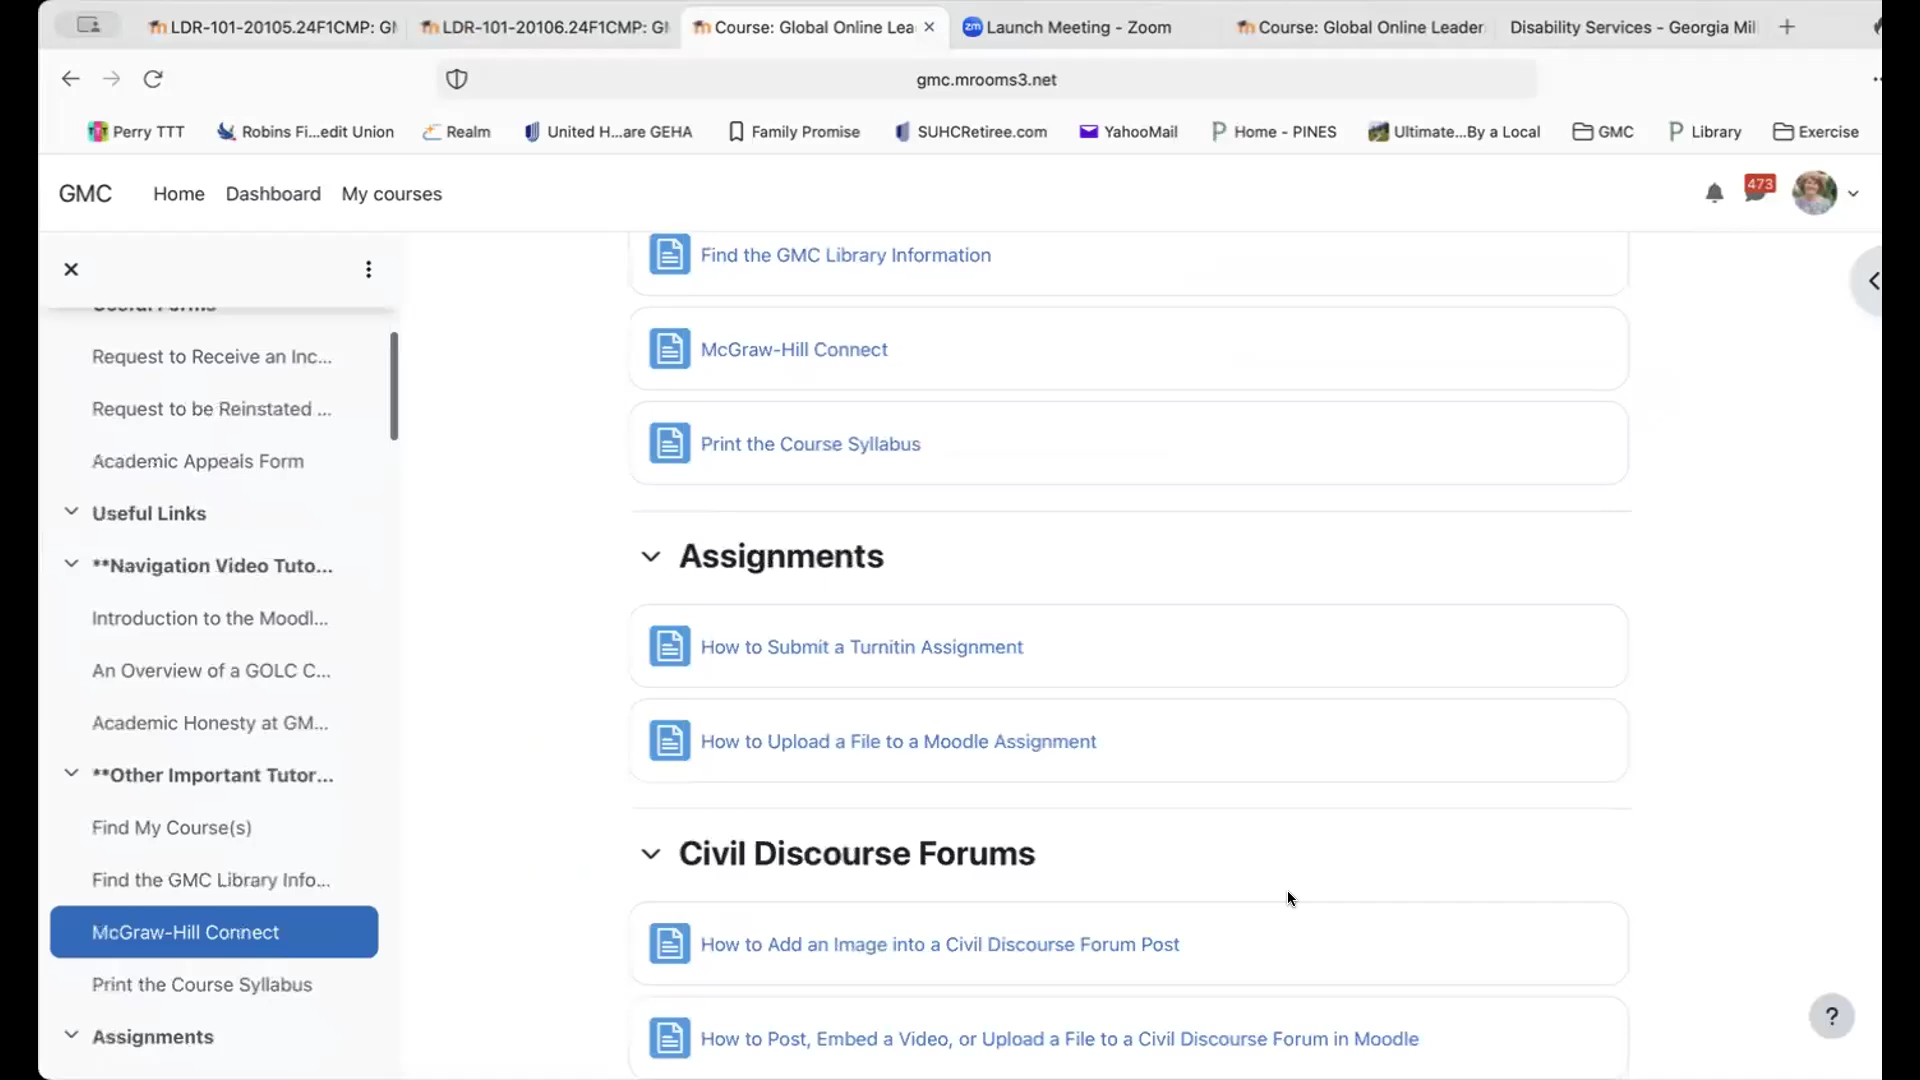 LDR-101-20105.24F1CMP: GI
LDR-101-20106.24F1CMP: GI
Course: Global Online Lea
Launch Meeting - Zoom
Course: Global Online Leader
Disability Services - Georgia Mil
gmc.mrooms3.net
Perry TTT
Robins Fi...edit Union
Realm
United H...are GEHA
Family Promise
SUHCRetiree.com
YahooMail
Home - PINES
Ultimate...By a Local
GMC
Library
Exercise
GMC
Home
Dashboard
My courses
473
Useful Forms
Request to Receive an Inc...
Request to be Reinstated ...
Academic Appeals Form
Useful Links
**Navigation Video Tuto...
Introduction to the Moodl...
An Overview of a GOLC C...
Academic Honesty at GM...
**Other Important Tutor...
Find My Course(s)
Find the GMC Library Info...
McGraw-Hill Connect
Print the Course Syllabus
Assignments
Find the GMC Library Information
McGraw-Hill Connect
Print the Course Syllabus
Assignments
How to Submit a Turnitin Assignment
How to Upload a File to a Moodle Assignment
Civil Discourse Forums
How to Add an Image into a Civil Discourse Forum Post
How to Post, Embed a Video, or Upload a File to a Civil Discourse Forum in Moodle
?